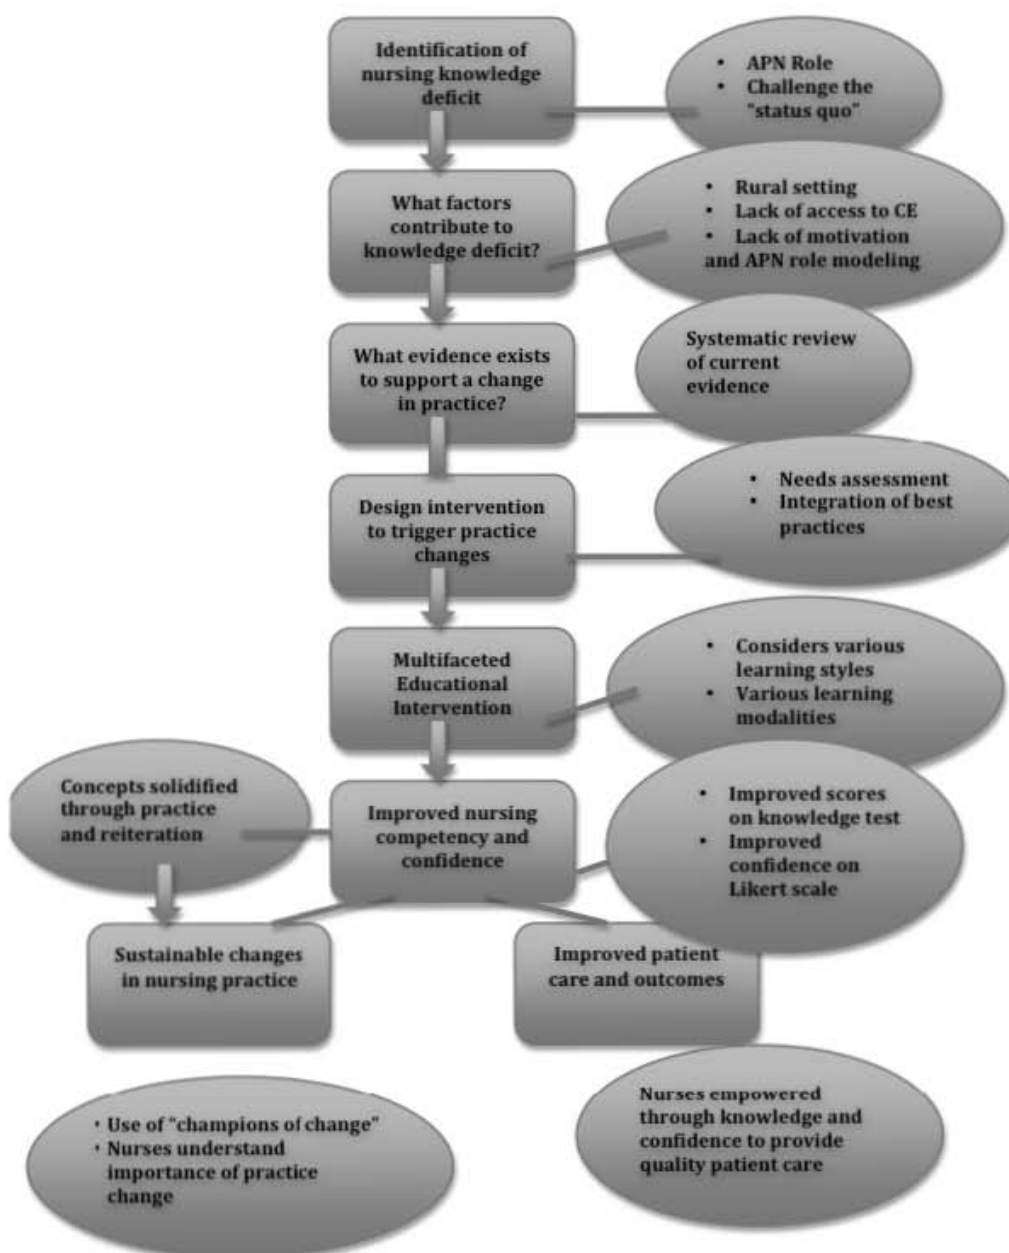 Identification of
nursing knowledge
deficit
• APN Role
• Challenge the
"status quo"
What factors
contribute to
knowledge deficit?
• Rural setting
• Lack of access to CE
• Lack of motivation
and APN role modeling
What evidence exists
to support a change
in practice?
Systematic review
of current
evidence
Design intervention
to trigger practice
changes
• Needs assessment
• Integration of best
practices
Multifaceted
Educational
Intervention
• Considers various
learning styles
• Various learning
modalities
Concepts solidified
through practice
and reiteration
Improved nursing
competency and
confidence
• Improved scores
on knowledge test
• Improved
confidence on
Likert scale
Sustainable changes
in nursing practice
Improved patient
care and outcomes
• Use of "champions of change"
• Nurses understand
importance of practice
change
Nurses empowered
through knowledge and
confidence to provide
quality patient care